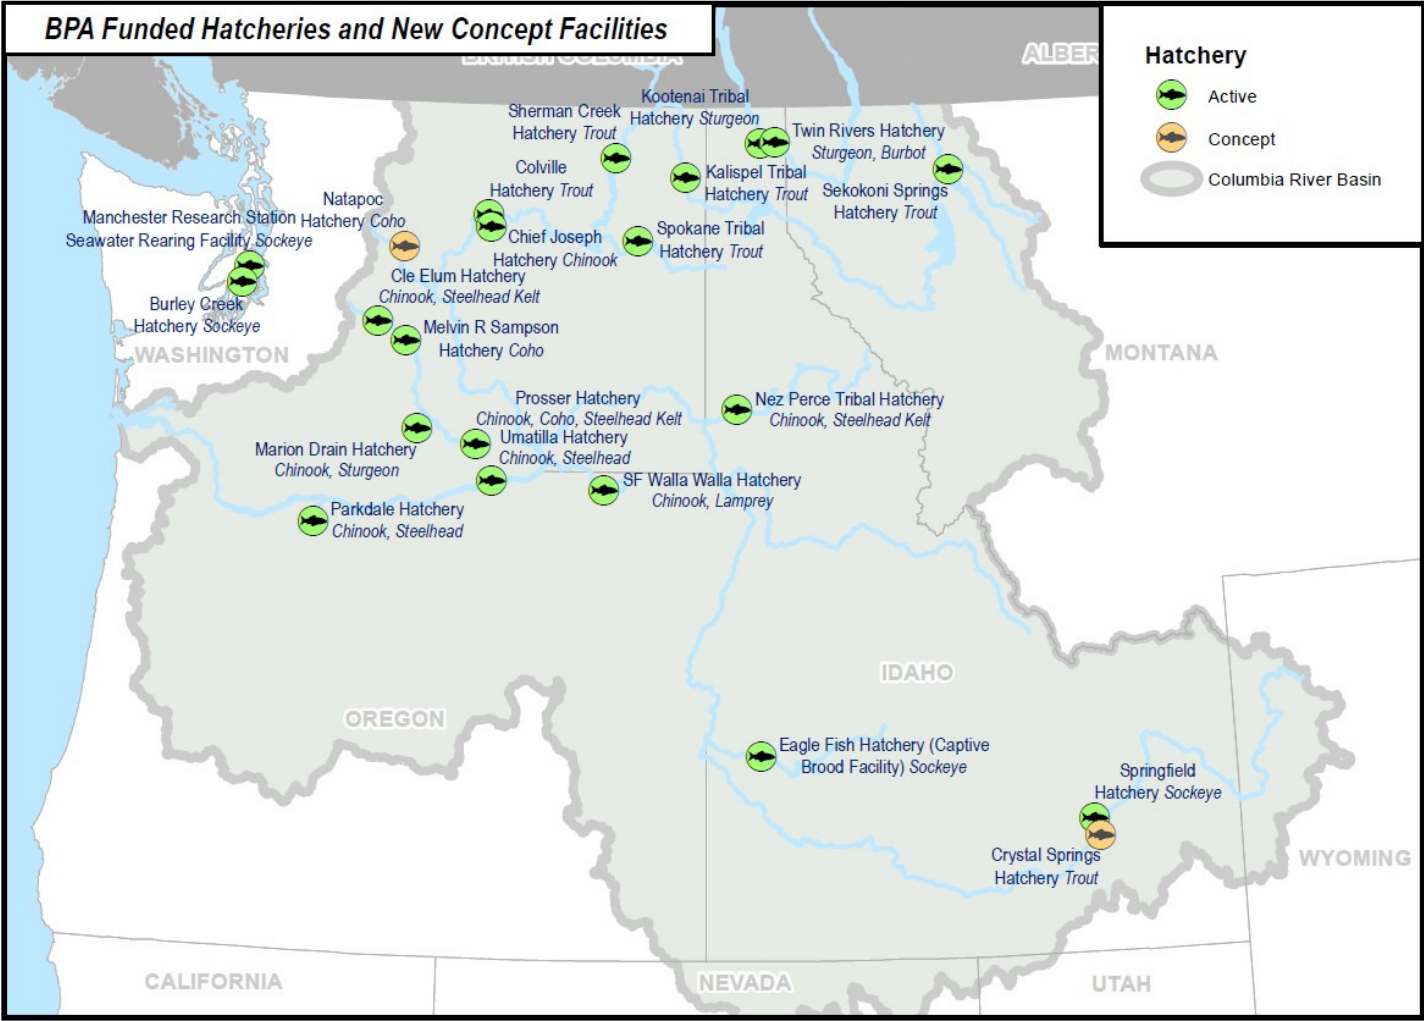 BPA Funded Hatcheries and New Concept Facilities
BRITISH COLUMBIA
ALBER
Hatchery
Active
Concept
Columbia River Basin
Kootenai Tribal
Hatchery Sturgeon
Sherman Creek
Hatchery Trout
Twin Rivers Hatchery
Sturgeon, Burbot
Colville
Hatchery Trout
Kalispel Tribal
Hatchery Trout
Sekokoni Springs
Hatchery Trout
Natapoc
Hatchery Coho
Manchester Research Station
Seawater Rearing Facility Sockeye
Chief Joseph
Hatchery Chinook
Spokane Tribal
Hatchery Trout
Cle Elum Hatchery
Chinook, Steelhead Kelt
Burley Creek
Hatchery Sockeye
Melvin R Sampson
Hatchery Coho
WASHINGTON
MONTANA
Prosser Hatchery
Chinook, Coho, Steelhead Kelt
Nez Perce Tribal Hatchery
Chinook, Steelhead Kelt
Umatilla Hatchery
Chinook, Steelhead
Marion Drain Hatchery
Chinook, Sturgeon
SF Walla Walla Hatchery
Chinook, Lamprey
Parkdale Hatchery
Chinook, Steelhead
IDAHO
OREGON
Eagle Fish Hatchery (Captive
Brood Facility) Sockeye
Springfield
Hatchery Sockeye
Crystal Springs
Hatchery Trout
WYOMING
CALIFORNIA
NEVADA
UTAH